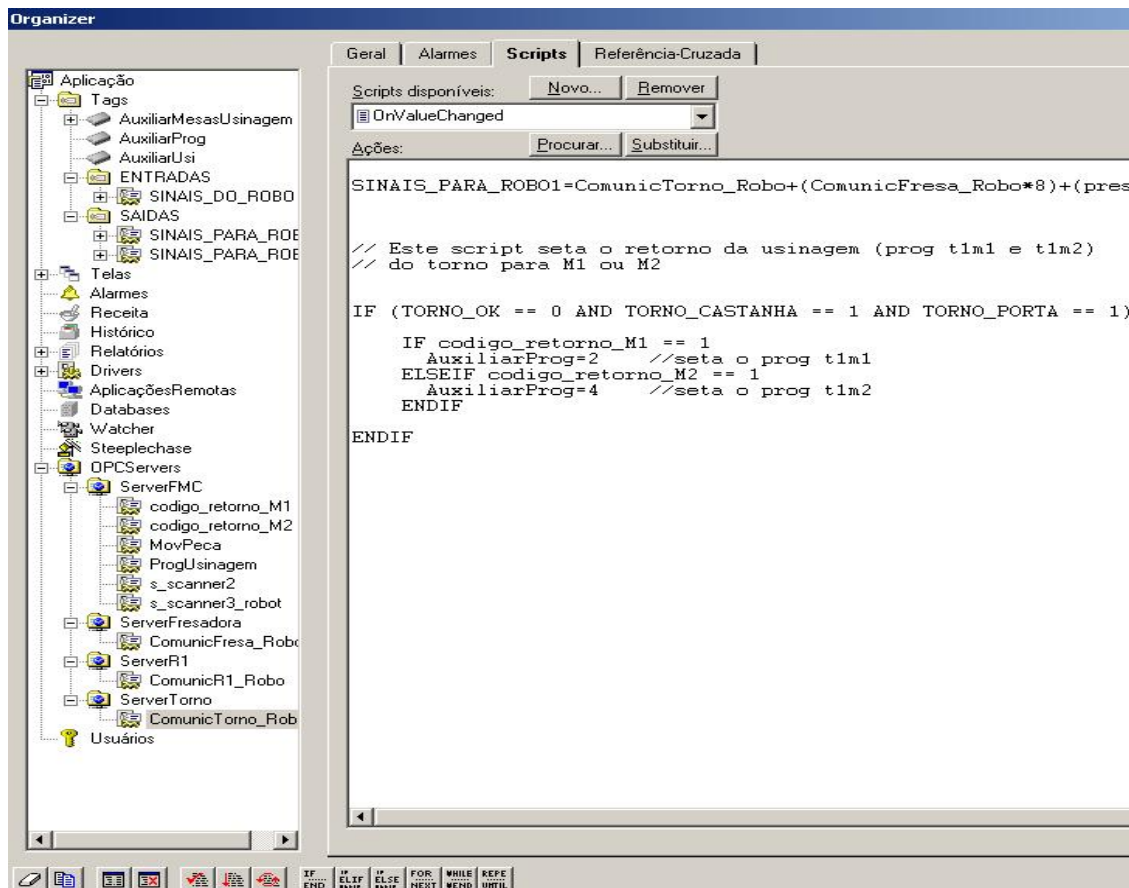 Organizer
Geral
Alarmes
Scripts
Referência-Cruzada
Aplicação
Tags
AuxiliarMesasUsinagem
AuxiliarProg
AuxiliarUsi
ENTRADAS
SINAIS_DO_ROBO
SAIDAS
SINAIS_PARA_ROE
SINAIS_PARA_ROE
Telas
Alarmes
Receita
Histórico
Relatórios
Drivers
AplicaçõesRemotas
Databases
Watcher
Steeplechase
OPCServers
ServerFMC
codigo_retorno_M1
codigo_retorno_M2
MovPeca
ProgUsinagem
s_scanner2
s_scanner3_robot
ServerFresadora
ComunicFresa_Robo
ServerR1
ComunicR1_Robo
ServerTorno
ComunicTorno_Rob
Usuários
Scripts disponíveis:
Novo...
Remover
OnValueChanged
Ações:
Procurar...
Substituir...
SINAIS_PARA_ROBO1=ComunicTorno_Robo+(ComunicFresa_Robo*8)+(pres
// Este script seta o retorno da usinagem (prog t1m1 e t1m2)
// do torno para M1 ou M2
IF (TORNO_OK == 0 AND TORNO_CASTANHA == 1 AND TORNO_PORTA == 1)
IF codigo_retorno_M1 == 1
AuxiliarProg=2 //seta o prog t1m1
ELSEIF codigo_retorno_M2 == 1
AuxiliarProg=4 //seta o prog t1m2
ENDIF
ENDIF
IF END
IF ELIF
IF ELSE
FOR NEXT
WHILE WEND
REPE UNTIL